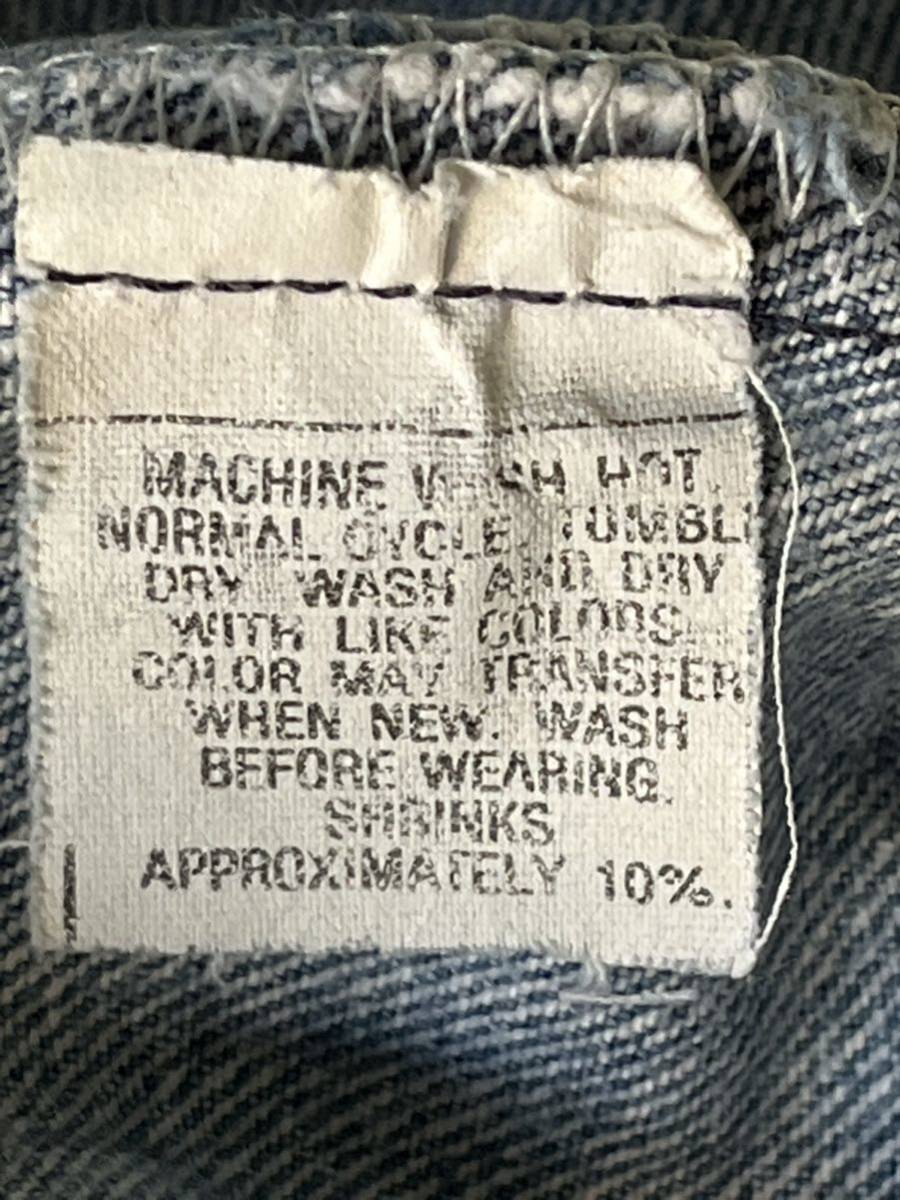 MACHINE WASH HOT,
NORMAL CYCLE. TUMBLE
DRY. WASH AND DRY
WITH LIKE COLORS.
COLOR MAY TRANSFER
WHEN NEW. WASH
BEFORE WEARING.
SHRINKS
APPROXIMATELY 10%.